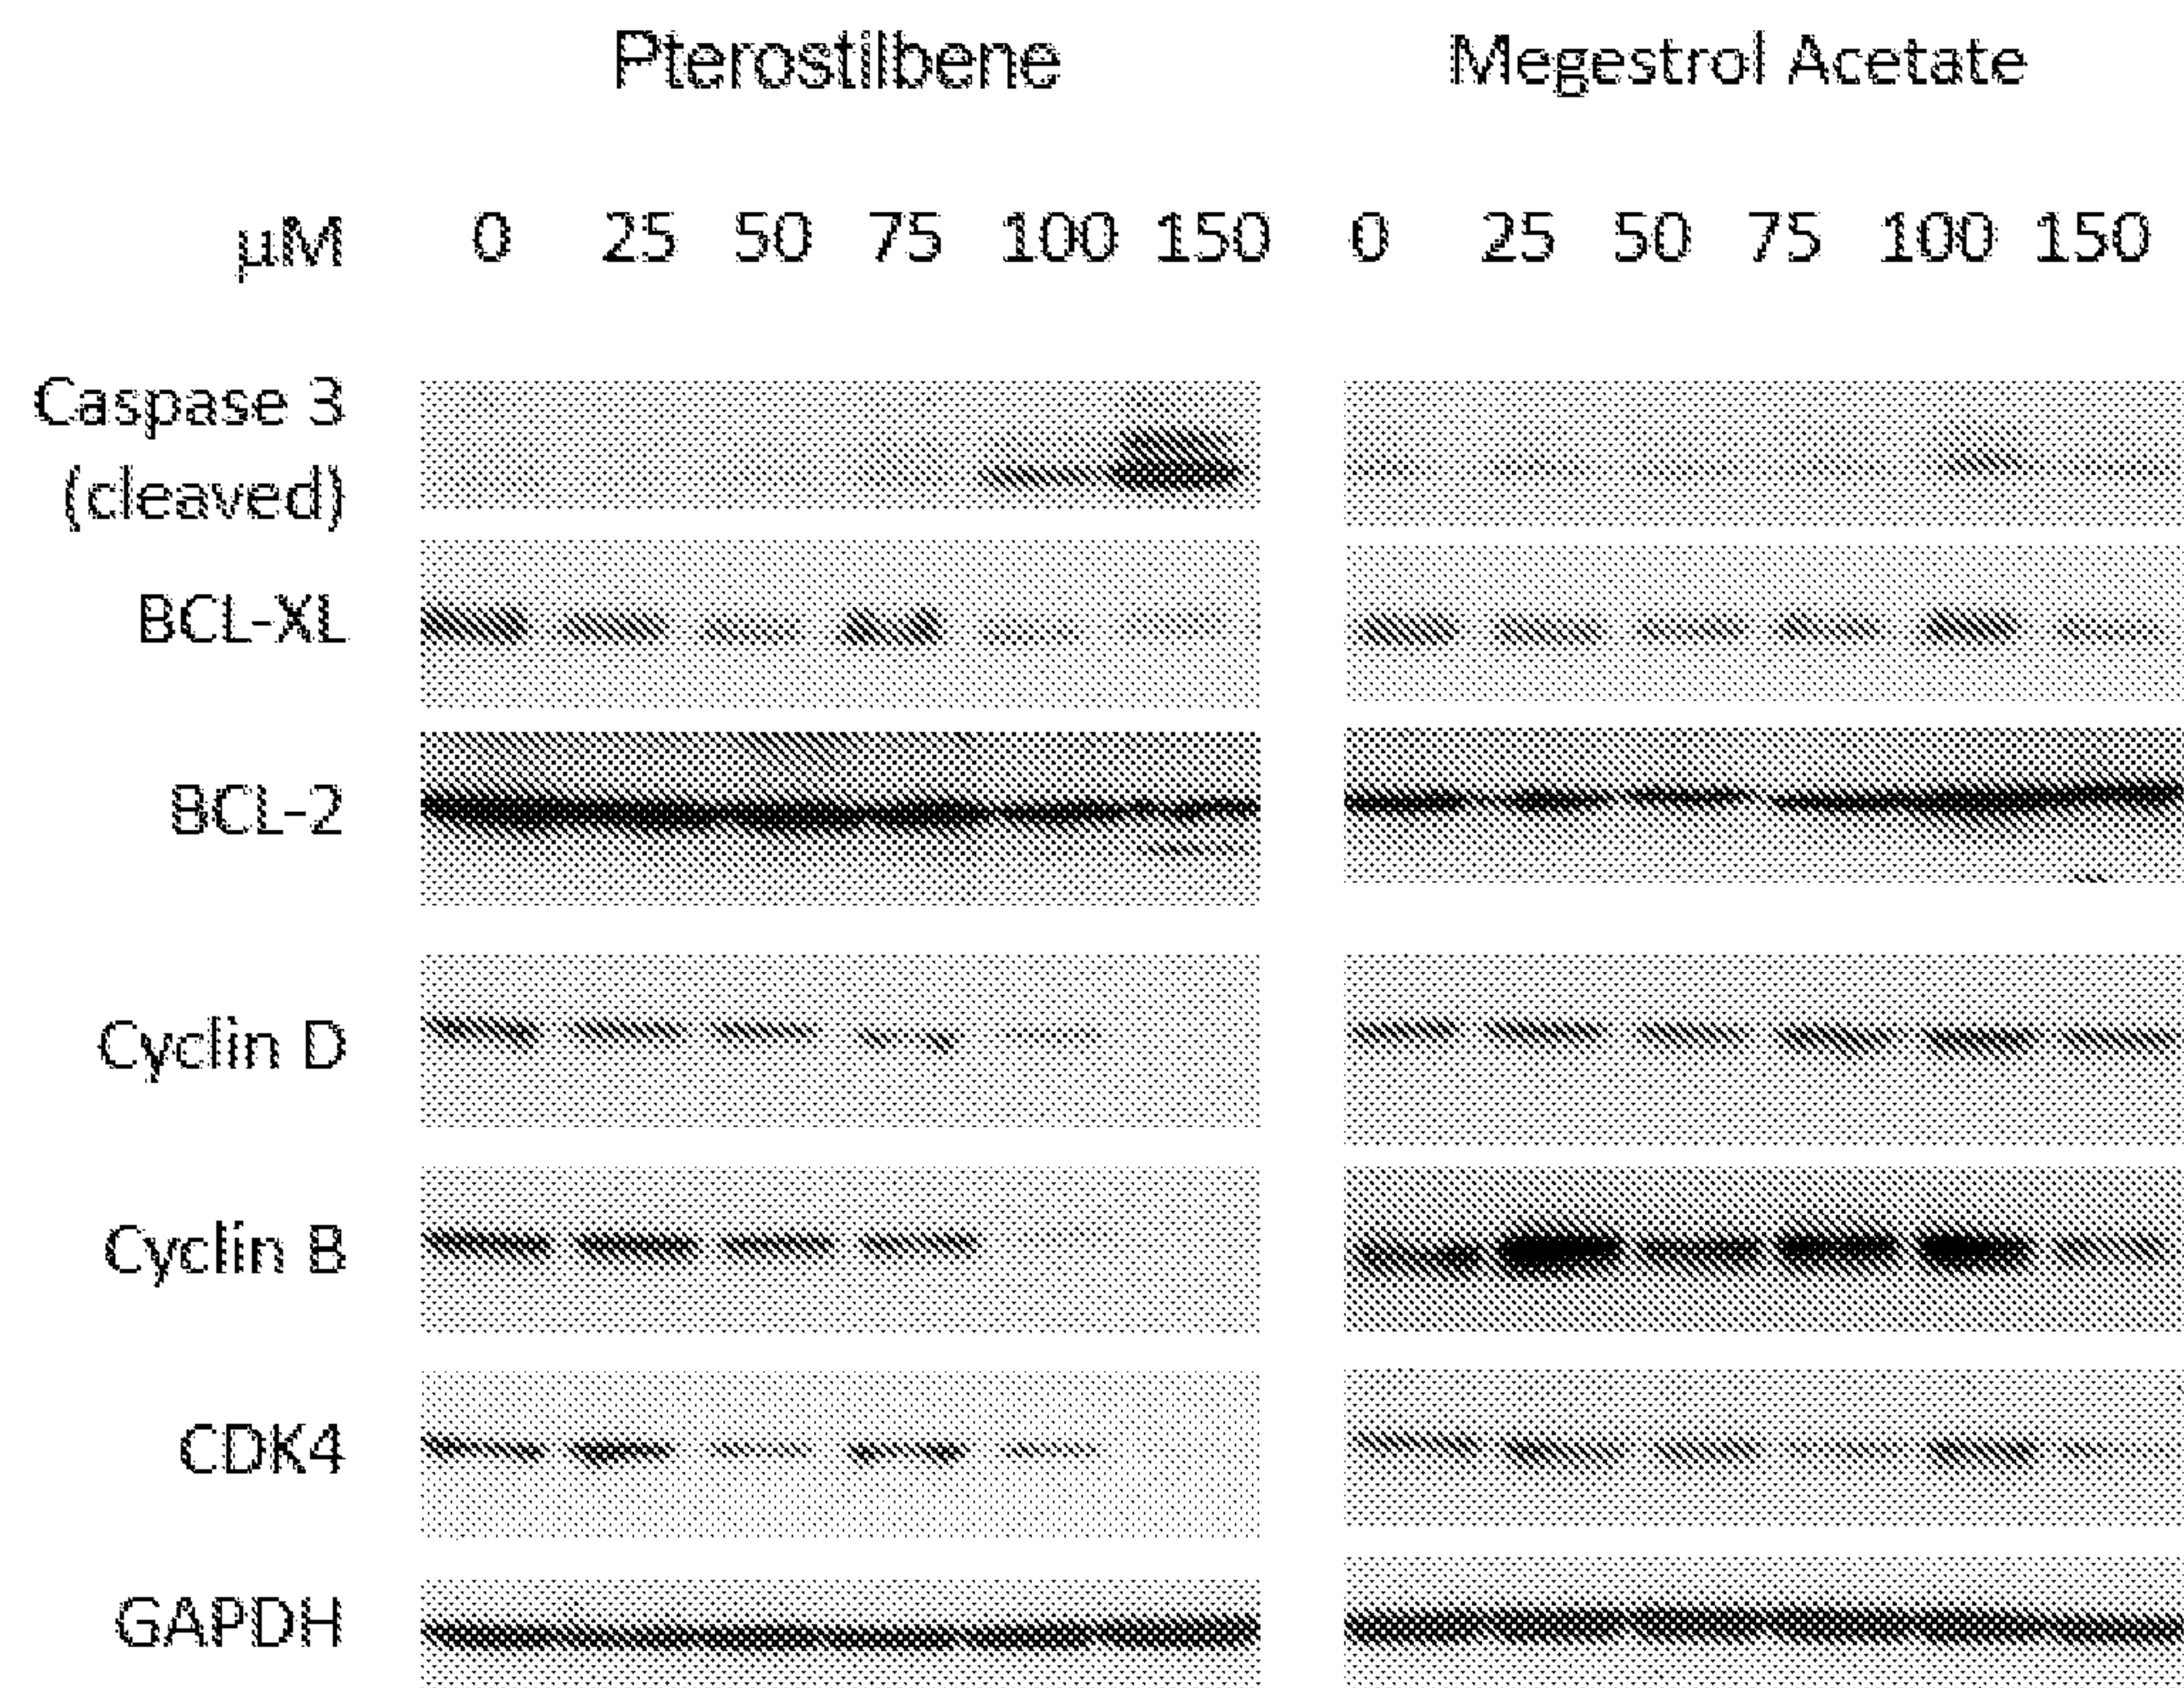 Pterostilbene Megestrol Acetate
µM 0 25 50 75 100 150 0 25 50 75 100 150
Caspase 3
(cleaved)
BCL-XL
BCL-2
Cyclin D
Cyclin B
CDK4
GAPDH